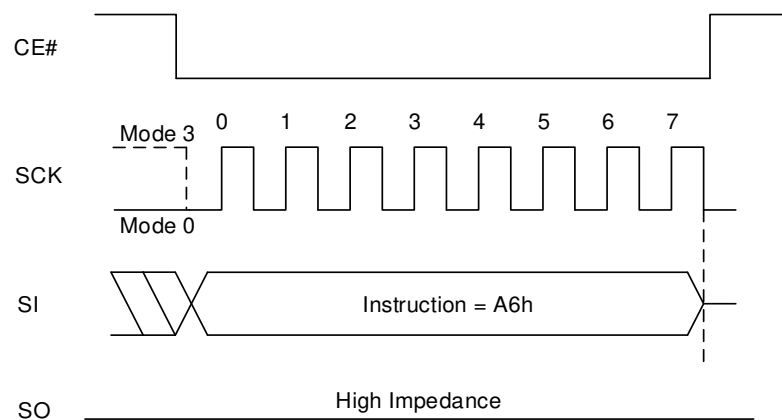 CE#
Mode 3
0 1 2 3 4 5 6 7
SCK
Mode 0
SI
Instruction = A6h
SO
High Impedance